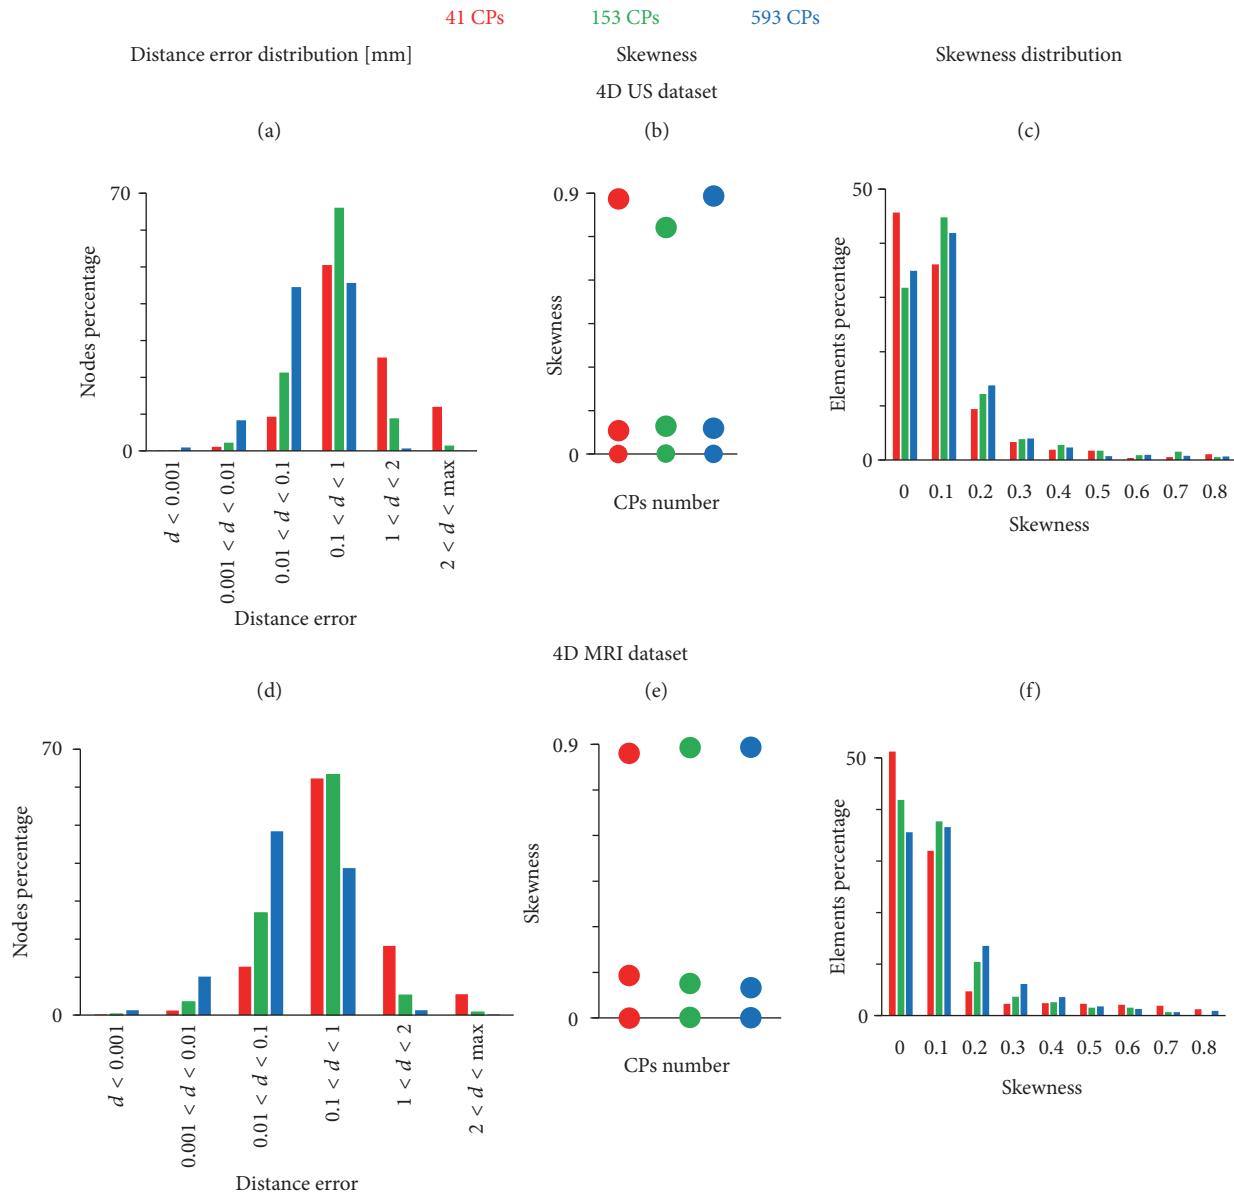 41 CPs 153 CPs 593 CPs
Distance error distribution [mm] Skewness Skewness distribution
4D US dataset
(a) (b) (c)
70
0
Nodes percentage
d < 0.001
0.001 < d < 0.01
0.01 < d < 0.1
0.1 < d < 1
1 < d < 2
2 < d < max
Distance error
0.9
0
Skewness
CPs number
50
0
Elements percentage
0 0.1 0.2 0.3 0.4 0.5 0.6 0.7 0.8
Skewness
4D MRI dataset
(d) (e) (f)
70
0
Nodes percentage
d < 0.001
0.001 < d < 0.01
0.01 < d < 0.1
0.1 < d < 1
1 < d < 2
2 < d < max
Distance error
0.9
0
Skewness
CPs number
50
0
Elements percentage
0 0.1 0.2 0.3 0.4 0.5 0.6 0.7 0.8
Skewness